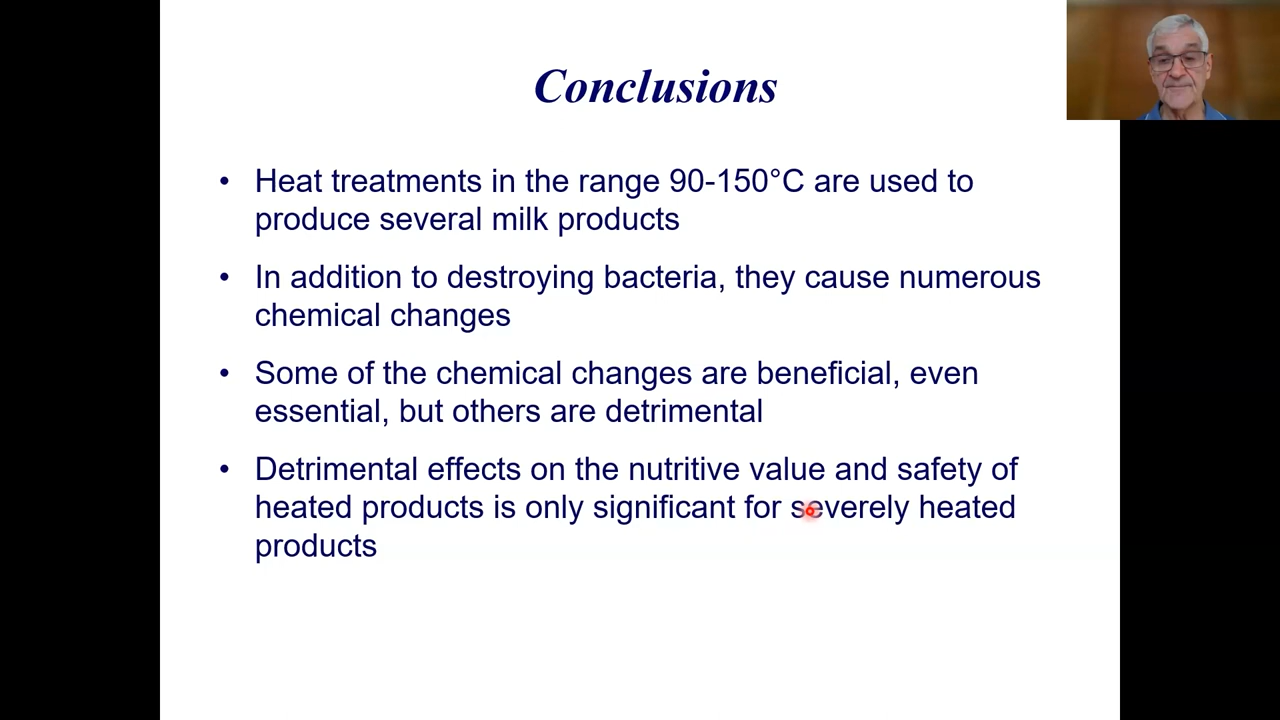 Conclusions
• Heat treatments in the range 90-150°C are used to
produce several milk products
• In addition to destroying bacteria, they cause numerous
chemical changes
• Some of the chemical changes are beneficial, even
essential, but others are detrimental
• Detrimental effects on the nutritive value and safety of
heated products is only significant for severely heated
products